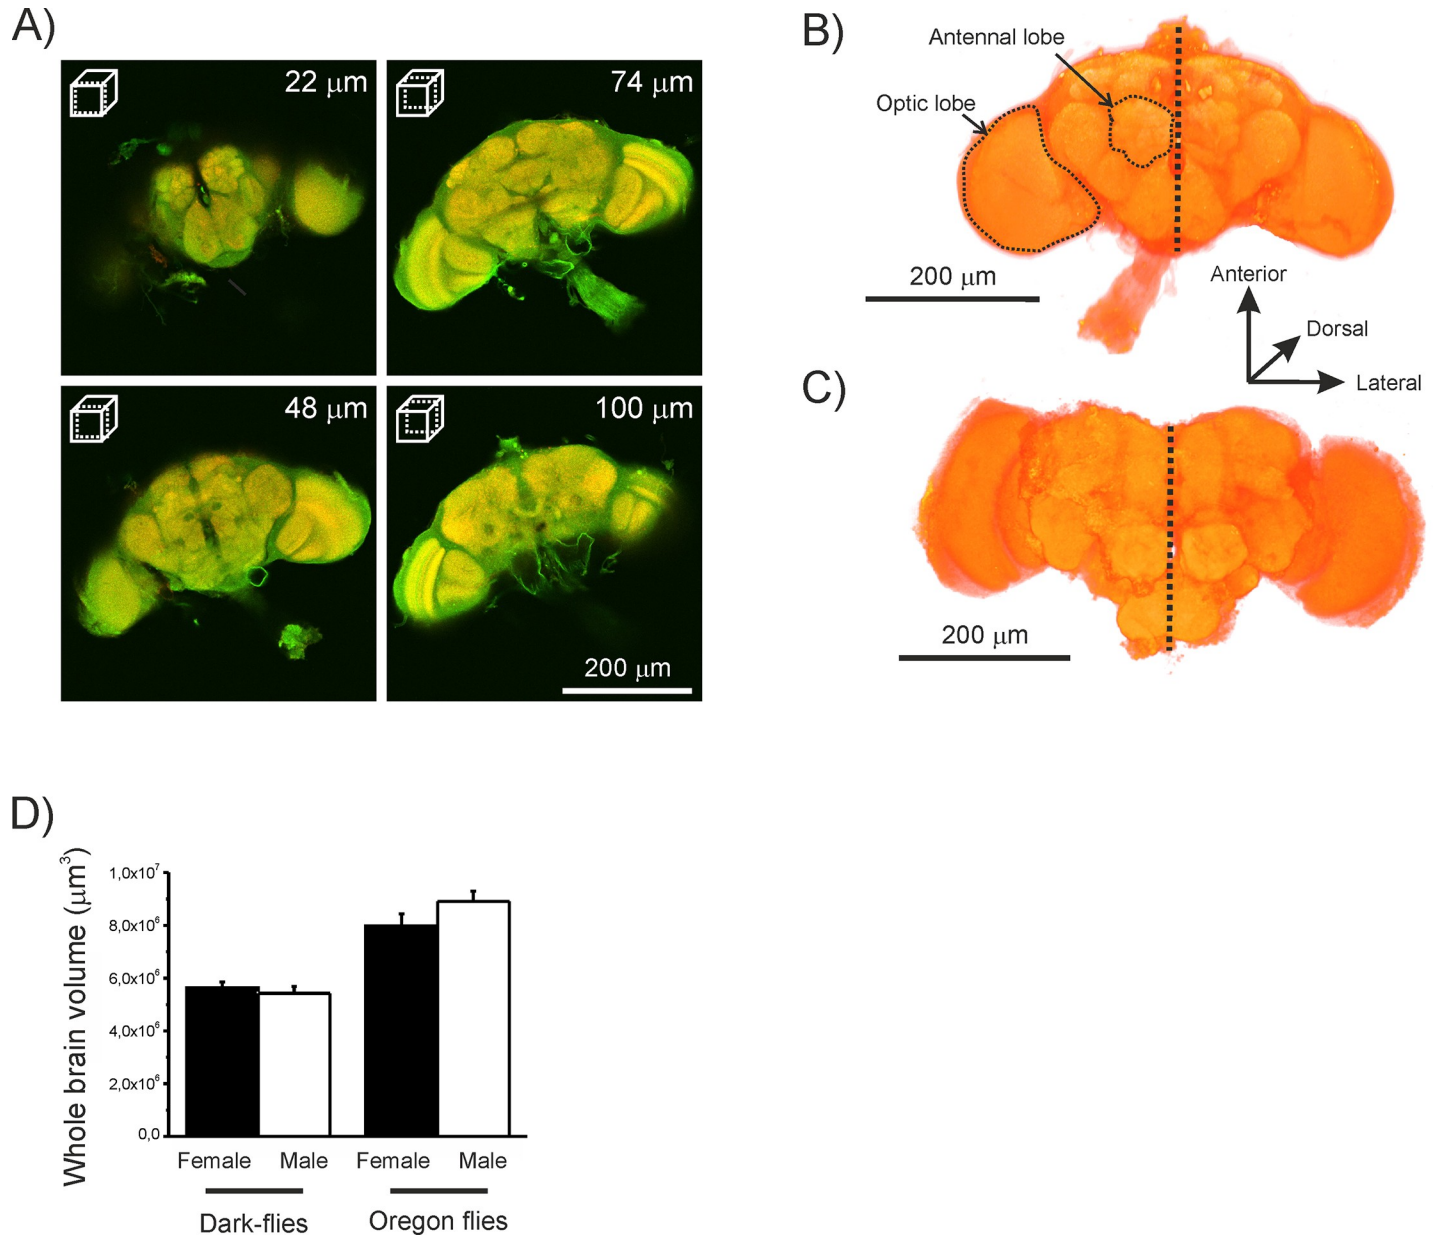 A)
22 µm
74 µm
48 µm
100 µm
200 µm
B)
Antennal lobe
Optic lobe
200 µm
Anterior
Dorsal
Lateral
C)
200 µm
D)
Whole brain volume (µm³)
1,0x10⁷
8,0x10⁶
6,0x10⁶
4,0x10⁶
2,0x10⁶
0,0
Female Male Female Male
Dark-flies Oregon flies